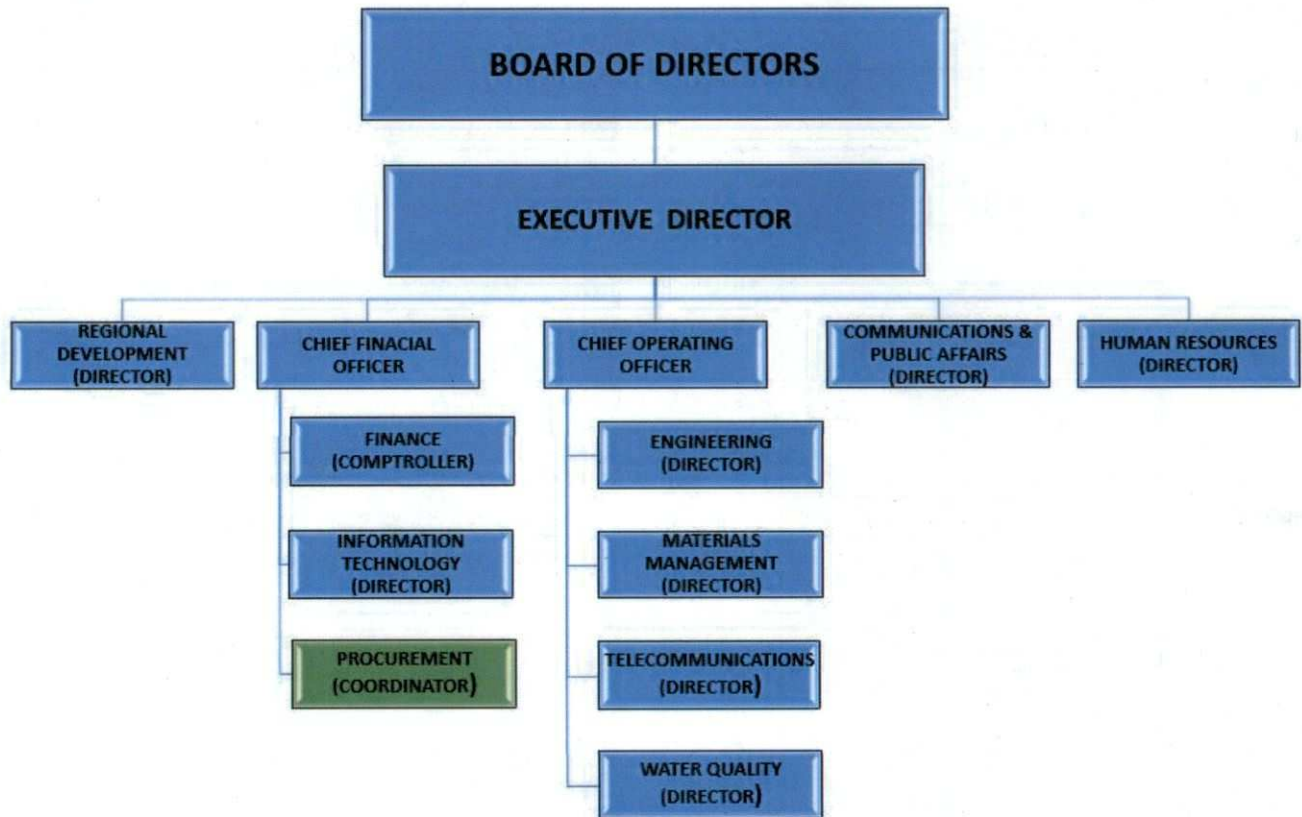 BOARD OF DIRECTORS
EXECUTIVE DIRECTOR
REGIONAL
DEVELOPMENT
(DIRECTOR)
CHIEF FINACIAL
OFFICER
CHIEF OPERATING
OFFICER
COMMUNICATIONS &
PUBLIC AFFAIRS
(DIRECTOR)
HUMAN RESOURCES
(DIRECTOR)
FINANCE
(COMPTROLLER)
INFORMATION
TECHNOLOGY
(DIRECTOR)
PROCUREMENT
(COORDINATOR)
ENGINEERING
(DIRECTOR)
MATERIALS
MANAGEMENT
(DIRECTOR)
TELECOMMUNICATIONS
(DIRECTOR)
WATER QUALITY
(DIRECTOR)